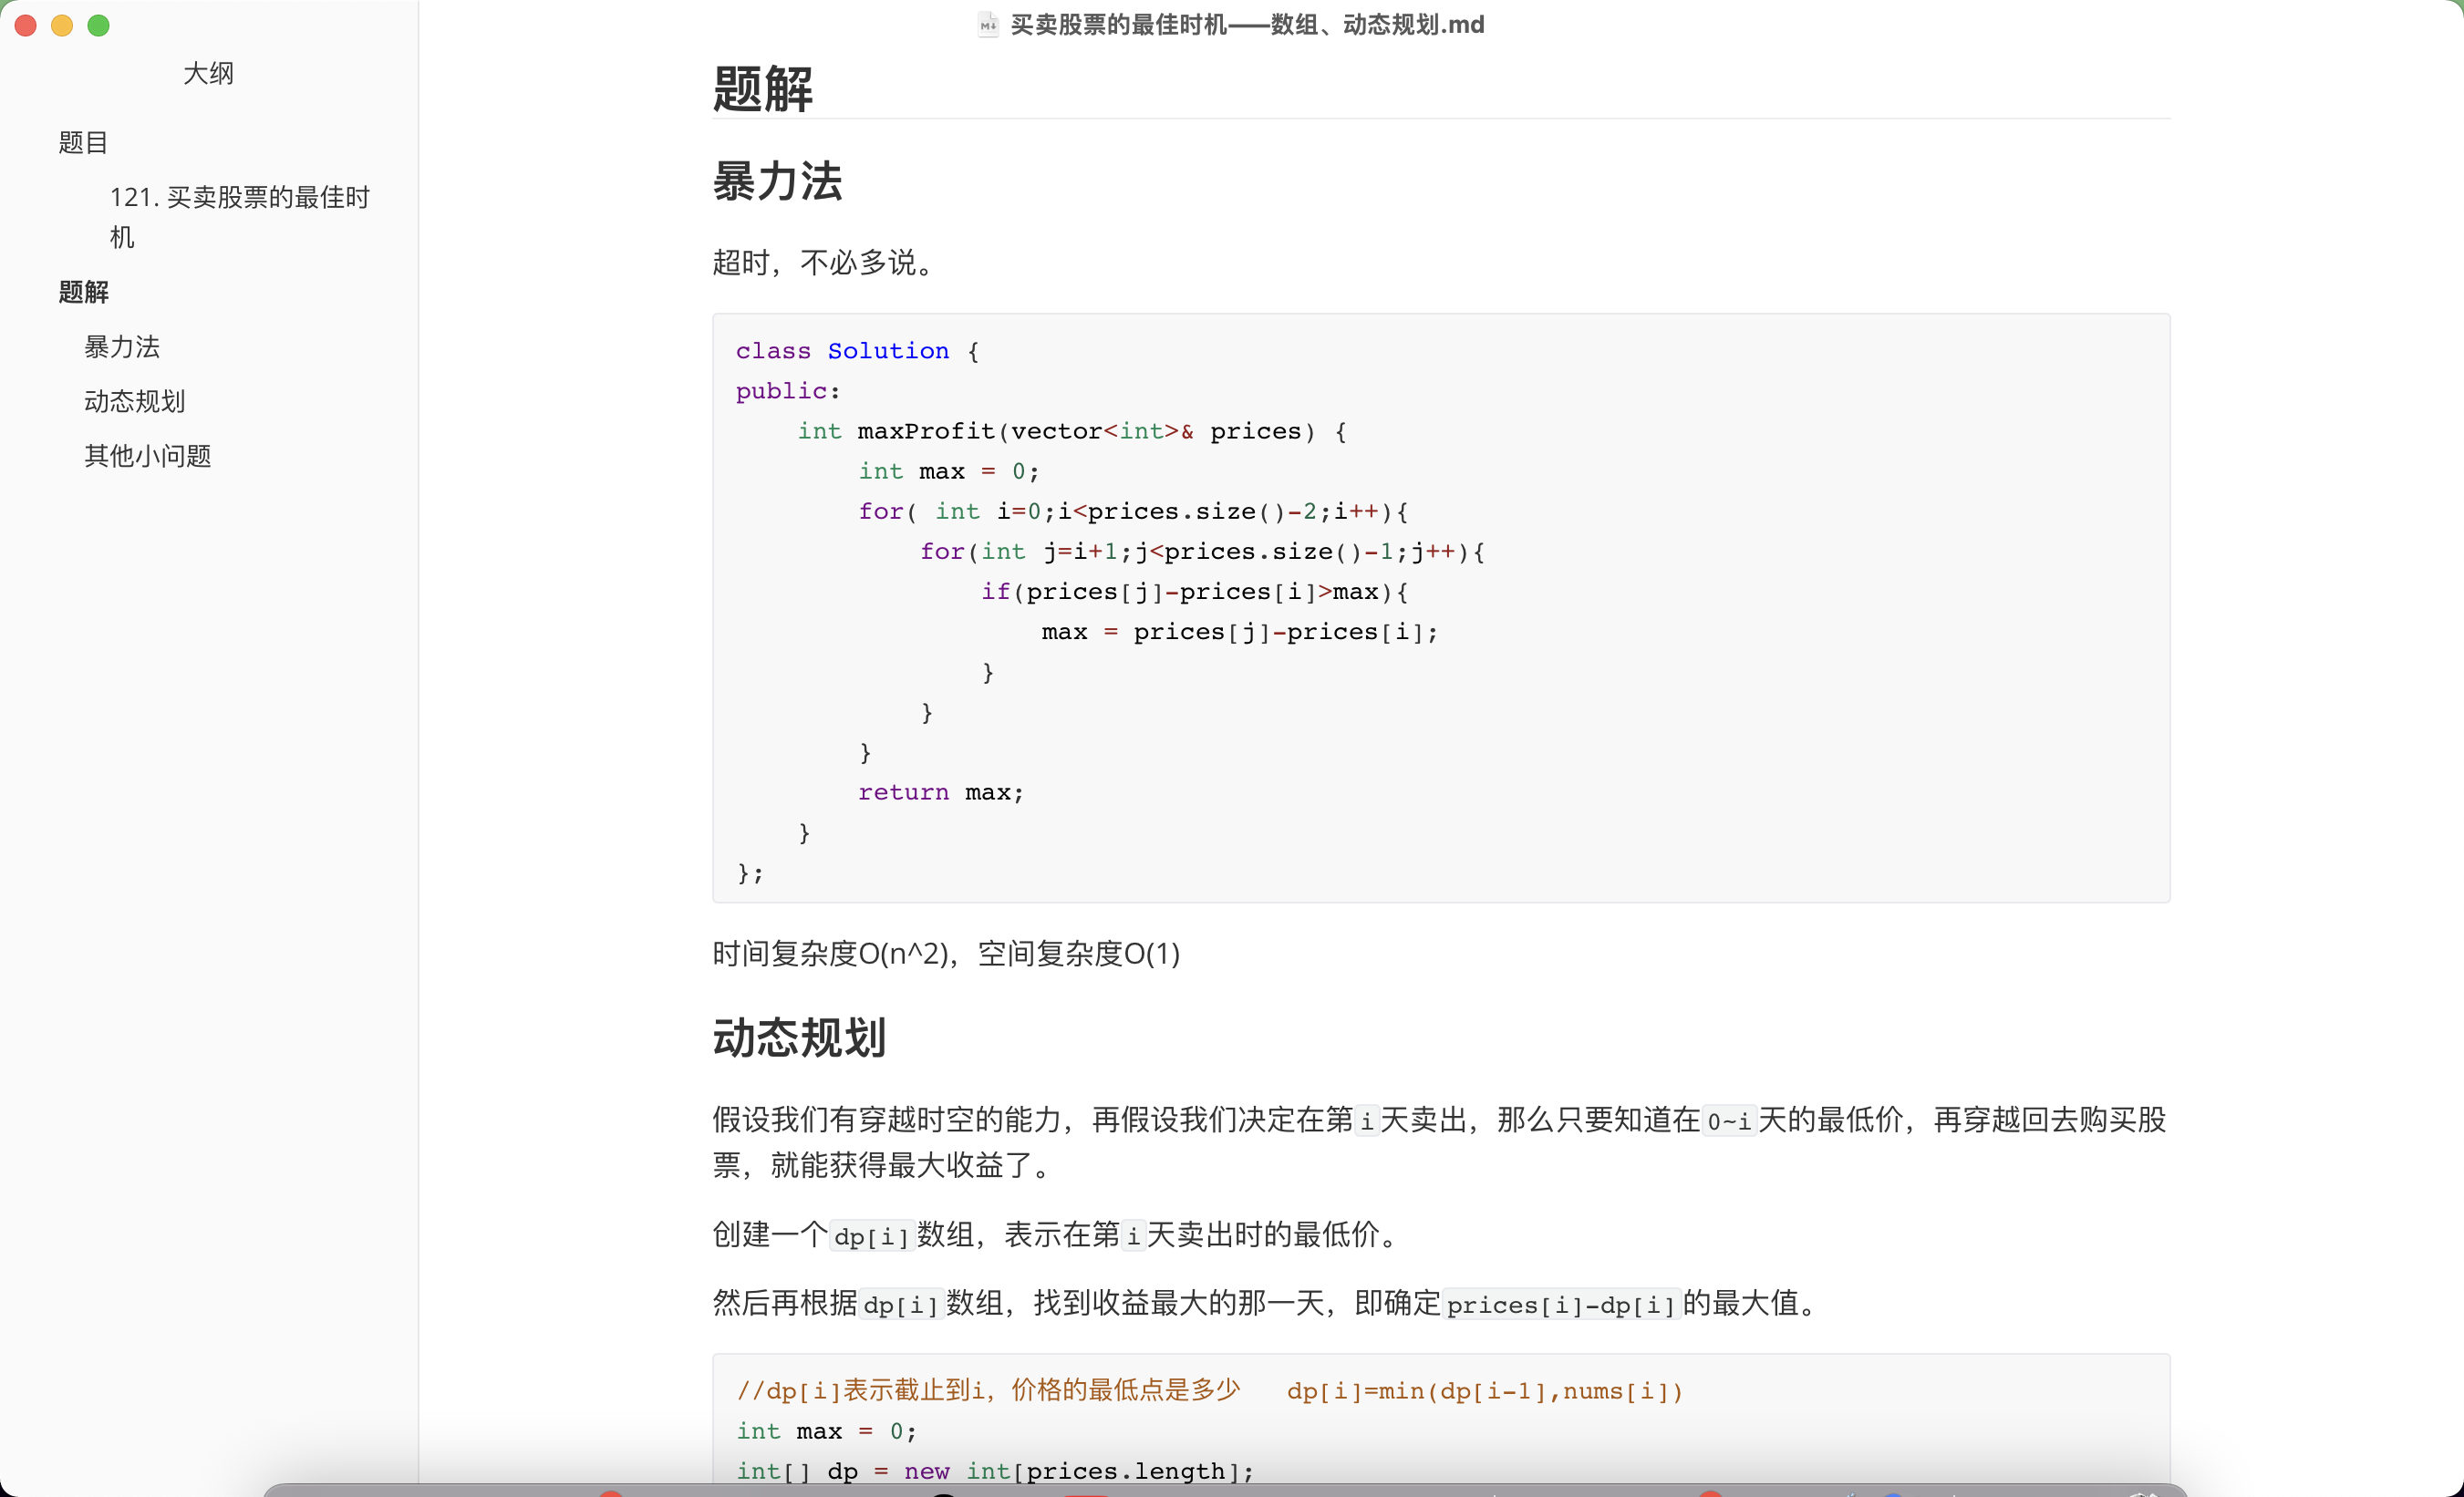 买卖股票的最佳时机——数组、动态规划.md
大纲
题目
121. 买卖股票的最佳时
机
题解
暴力法
动态规划
其他小问题
题解
暴力法
超时，不必多说。
class Solution {
public:
    int maxProfit(vector<int>& prices) {
        int max = 0;
        for( int i=0;i<prices.size()-2;i++){
            for(int j=i+1;j<prices.size()-1;j++){
                if(prices[j]-prices[i]>max){
                    max = prices[j]-prices[i];
                }
            }
        }
        return max;
    }
};
时间复杂度O(n^2)，空间复杂度O(1)
动态规划
假设我们有穿越时空的能力，再假设我们决定在第i天卖出，那么只要知道在0~i天的最低价，再穿越回去购买股
票，就能获得最大收益了。
创建一个dp[i]数组，表示在第i天卖出时的最低价。
然后再根据dp[i]数组，找到收益最大的那一天，即确定prices[i]-dp[i]的最大值。
//dp[i]表示截止到i，价格的最低点是多少   dp[i]=min(dp[i-1],nums[i])
int max = 0;
int[] dp = new int[prices.length];